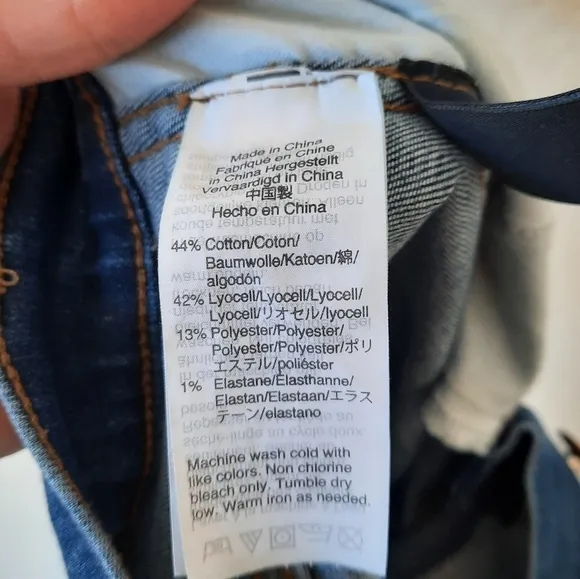 Made in China
Fabriqué en Chine
in China Hergestellt
Vervaardigd in China
中国製
Hecho en China
44% Cotton/Coton/
Baumwolle/Katoen/綿/
algodón
42% Lyocell/Lyocell/Lyocell/
Lyocell/リオセル/lyocell
13% Polyester/Polyester/
Polyester/Polyester/ポリ
エステル/poliéster
1% Elastane/Élasthanne/
Elastan/Elastaan/エラス
テーン/elastano
Machine wash cold with
like colors. Non chlorine
bleach only. Tumble dry
low. Warm iron as needed.